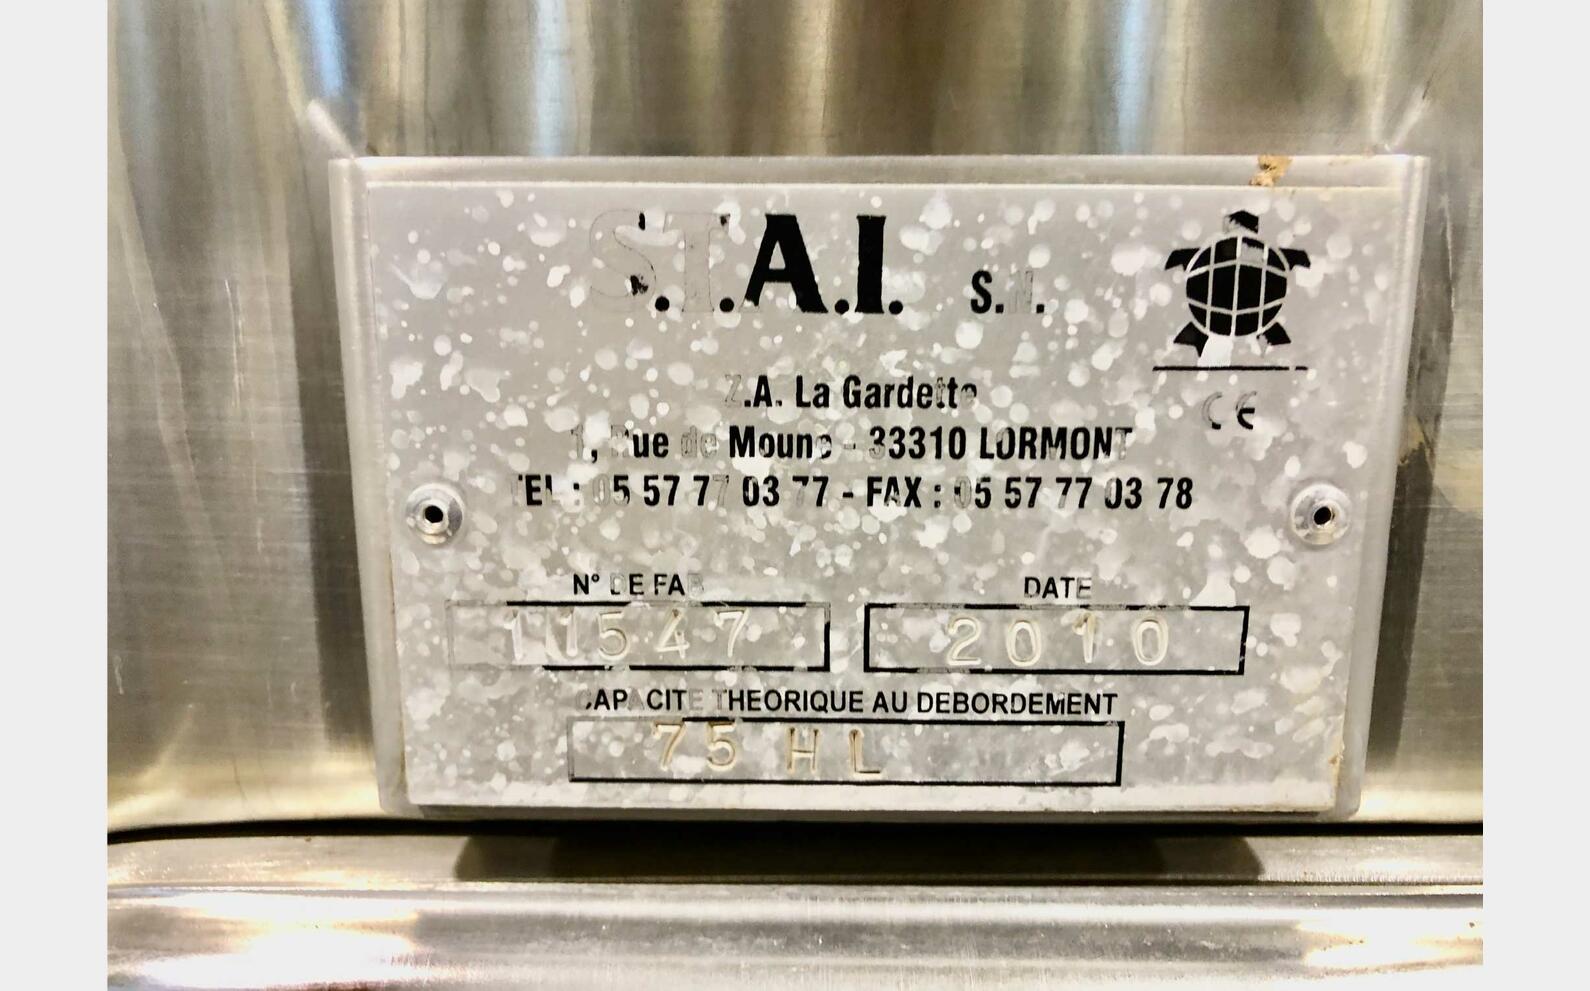 S.T.A.I. S.N.
CE
Z.A. La Gardette
1, Rue de Moune - 33310 LORMONT
TEL : 05 57 77 03 77 - FAX : 05 57 77 03 78
N° DE FAB
DATE
11547
2010
CAPACITE THEORIQUE AU DEBORDEMENT
75 HL